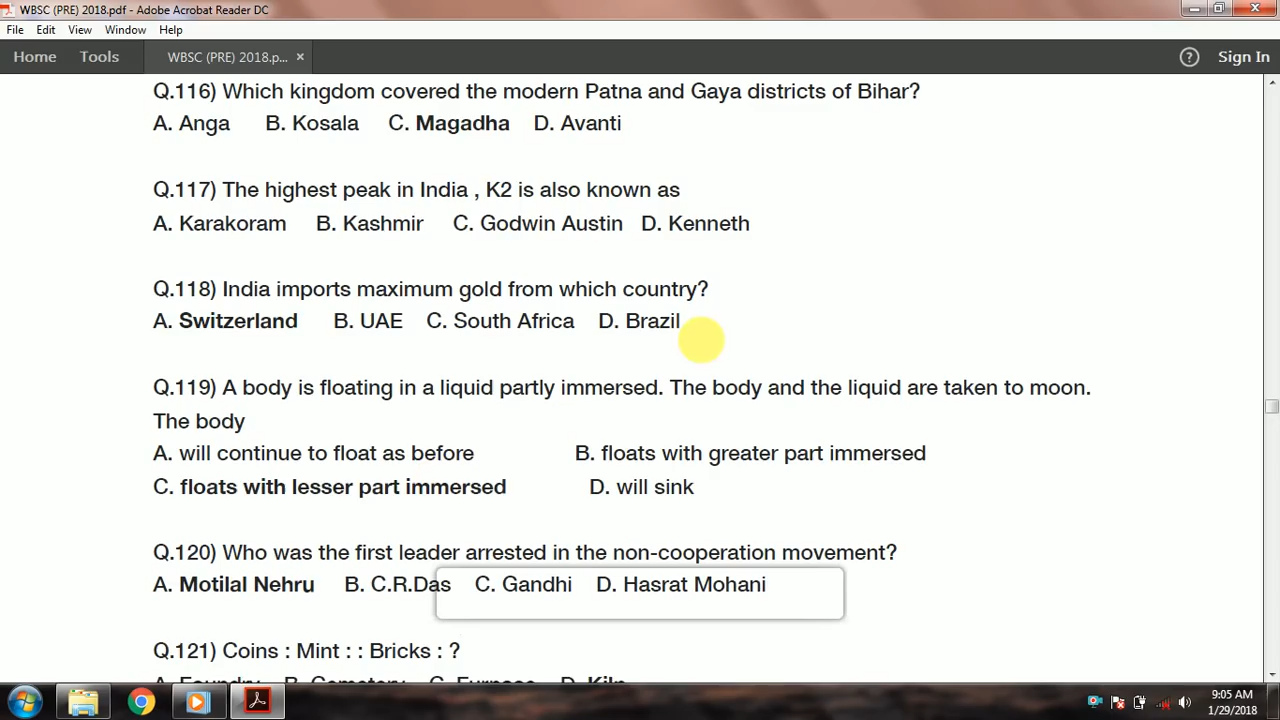 WBSC (PRE) 2018.pdf - Adobe Acrobat Reader DC
File Edit View Window Help
Home Tools WBSC (PRE) 2018.p... × ? Sign In
Q.116) Which kingdom covered the modern Patna and Gaya districts of Bihar?
A. Anga B. Kosala C. Magadha D. Avanti
Q.117) The highest peak in India , K2 is also known as
A. Karakoram B. Kashmir C. Godwin Austin D. Kenneth
Q.118) India imports maximum gold from which country?
A. Switzerland B. UAE C. South Africa D. Brazil
Q.119) A body is floating in a liquid partly immersed. The body and the liquid are taken to moon.
The body
A. will continue to float as before B. floats with greater part immersed
C. floats with lesser part immersed D. will sink
Q.120) Who was the first leader arrested in the non-cooperation movement?
A. Motilal Nehru B. C.R.Das C. Gandhi D. Hasrat Mohani
Q.121) Coins : Mint : : Bricks : ?
A. Foundry B. Cemetery C. Furnace D. Kiln
9:05 AM
1/29/2018